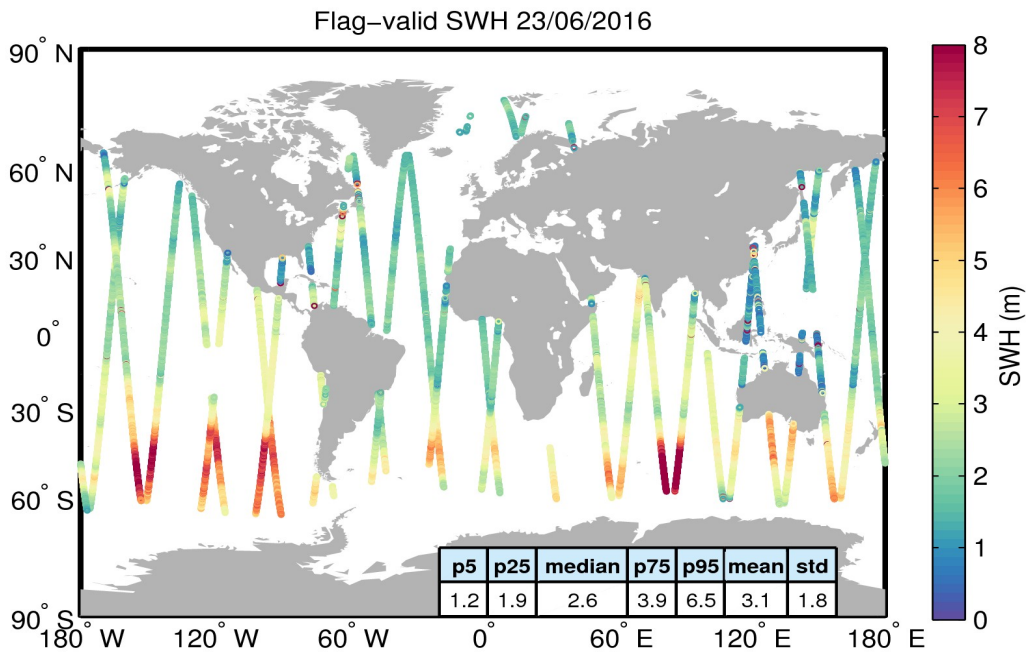 Flag−valid SWH 23/06/2016
90° N
60° N
30° N
0°
30° S
60° S
90° S
180° W
120° W
60° W
0°
60° E
120° E
180° E
p5 p25 median p75 p95 mean std
1.2 1.9 2.6 3.9 6.5 3.1 1.8
8
7
6
5
4
3
2
1
0
SWH (m)